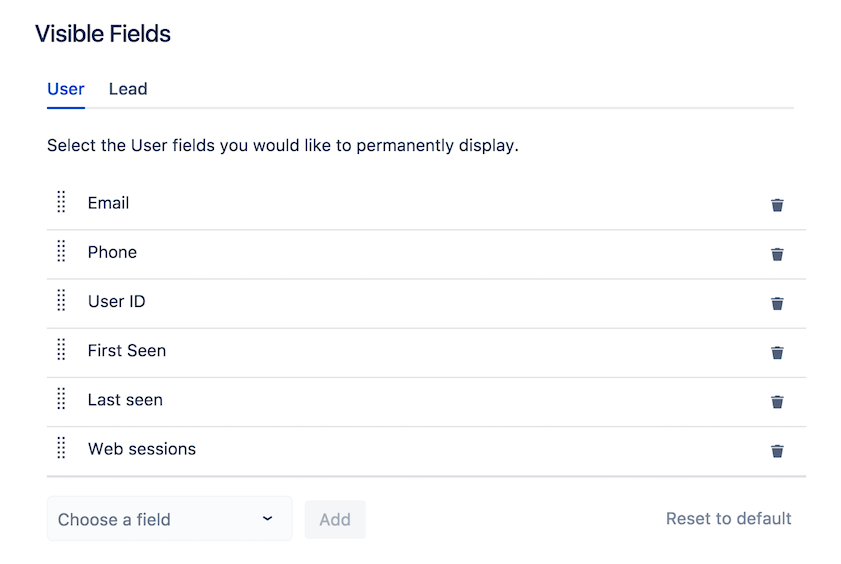 Visible Fields
User Lead
Select the User fields you would like to permanently display.
Email
Phone
User ID
First Seen
Last seen
Web sessions
Choose a field Add Reset to default